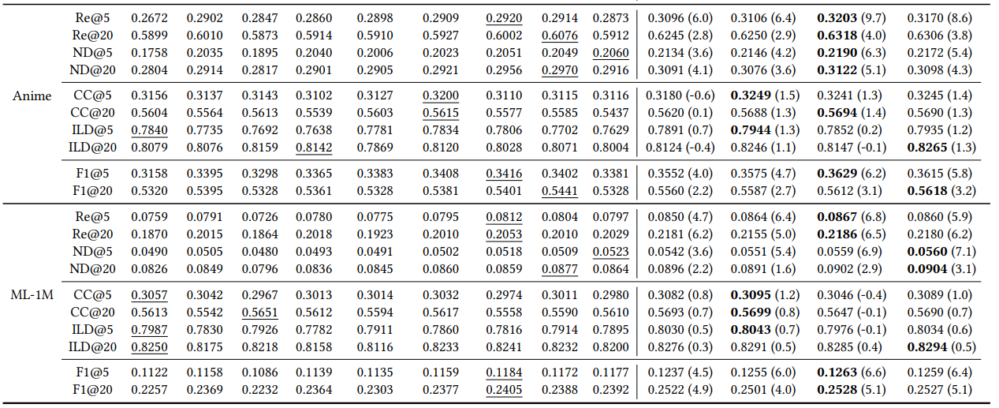 Re@5 0.2672 0.2902 0.2847 0.2860 0.2898 0.2909 0.2920 0.2914 0.2873 0.3096 (6.0) 0.3106 (6.4) 0.3203 (9.7) 0.3170 (8.6)
Re@20 0.5899 0.6010 0.5873 0.5914 0.5910 0.5927 0.6002 0.6076 0.5912 0.6245 (2.8) 0.6250 (2.9) 0.6318 (4.0) 0.6306 (3.8)
ND@5 0.1758 0.2035 0.1895 0.2040 0.2006 0.2023 0.2051 0.2049 0.2060 0.2134 (3.6) 0.2146 (4.2) 0.2190 (6.3) 0.2172 (5.4)
ND@20 0.2804 0.2914 0.2817 0.2901 0.2905 0.2921 0.2956 0.2970 0.2916 0.3091 (4.1) 0.3076 (3.6) 0.3122 (5.1) 0.3098 (4.3)
Anime CC@5 0.3156 0.3137 0.3143 0.3102 0.3127 0.3200 0.3110 0.3115 0.3116 0.3180 (-0.6) 0.3249 (1.5) 0.3241 (1.3) 0.3245 (1.4)
CC@20 0.5604 0.5564 0.5613 0.5539 0.5603 0.5615 0.5577 0.5585 0.5437 0.5620 (0.1) 0.5688 (1.3) 0.5694 (1.4) 0.5690 (1.3)
ILD@5 0.7840 0.7735 0.7692 0.7638 0.7781 0.7834 0.7806 0.7702 0.7629 0.7891 (0.7) 0.7944 (1.3) 0.7852 (0.2) 0.7935 (1.2)
ILD@20 0.8079 0.8076 0.8159 0.8142 0.7869 0.8120 0.8028 0.8071 0.8004 0.8124 (-0.4) 0.8246 (1.1) 0.8147 (-0.1) 0.8265 (1.3)
F1@5 0.3158 0.3395 0.3298 0.3365 0.3383 0.3408 0.3416 0.3402 0.3381 0.3552 (4.0) 0.3575 (4.7) 0.3629 (6.2) 0.3615 (5.8)
F1@20 0.5320 0.5395 0.5328 0.5361 0.5328 0.5381 0.5401 0.5441 0.5328 0.5560 (2.2) 0.5587 (2.7) 0.5612 (3.1) 0.5618 (3.2)
Re@5 0.0759 0.0791 0.0726 0.0780 0.0775 0.0795 0.0812 0.0804 0.0797 0.0850 (4.7) 0.0864 (6.4) 0.0867 (6.8) 0.0860 (5.9)
Re@20 0.1870 0.2015 0.1864 0.2018 0.1923 0.2010 0.2053 0.2010 0.2029 0.2181 (6.2) 0.2155 (5.0) 0.2186 (6.5) 0.2180 (6.2)
ND@5 0.0490 0.0505 0.0480 0.0493 0.0491 0.0502 0.0518 0.0509 0.0523 0.0542 (3.6) 0.0551 (5.4) 0.0559 (6.9) 0.0560 (7.1)
ND@20 0.0826 0.0849 0.0796 0.0836 0.0845 0.0860 0.0859 0.0877 0.0864 0.0896 (2.2) 0.0891 (1.6) 0.0902 (2.9) 0.0904 (3.1)
ML-1M CC@5 0.3057 0.3042 0.2967 0.3013 0.3014 0.3032 0.2974 0.3011 0.2980 0.3082 (0.8) 0.3095 (1.2) 0.3046 (-0.4) 0.3089 (1.0)
CC@20 0.5613 0.5542 0.5651 0.5612 0.5594 0.5617 0.5558 0.5590 0.5610 0.5693 (0.7) 0.5699 (0.8) 0.5647 (-0.1) 0.5690 (0.7)
ILD@5 0.7987 0.7830 0.7926 0.7782 0.7911 0.7860 0.7816 0.7914 0.7895 0.8030 (0.5) 0.8043 (0.7) 0.7976 (-0.1) 0.8034 (0.6)
ILD@20 0.8250 0.8175 0.8218 0.8158 0.8116 0.8233 0.8241 0.8232 0.8200 0.8276 (0.3) 0.8291 (0.5) 0.8285 (0.4) 0.8294 (0.5)
F1@5 0.1122 0.1158 0.1086 0.1139 0.1135 0.1159 0.1184 0.1172 0.1177 0.1237 (4.5) 0.1255 (6.0) 0.1263 (6.6) 0.1259 (6.4)
F1@20 0.2257 0.2369 0.2232 0.2364 0.2303 0.2377 0.2405 0.2388 0.2392 0.2522 (4.9) 0.2501 (4.0) 0.2528 (5.1) 0.2527 (5.1)